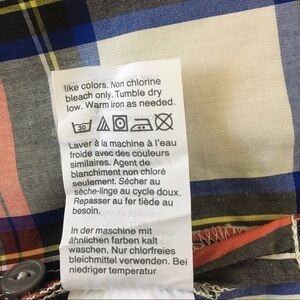 like colors. Non chlorine
bleach only. Tumble dry
low. Warm iron as needed.
30
Laver à la machine à l'eau
froide avec des couleurs
similaires. Agent de
blanchiment non chloré
seulement. Sécher au
sèche-linge au cycle doux.
Repasser au fer tiède au
besoin.
In der maschine mit
ähnlichen farben kalt
waschen. Nur chlorfreies
bleichmittel verwenden. Bei
niedriger temperatur